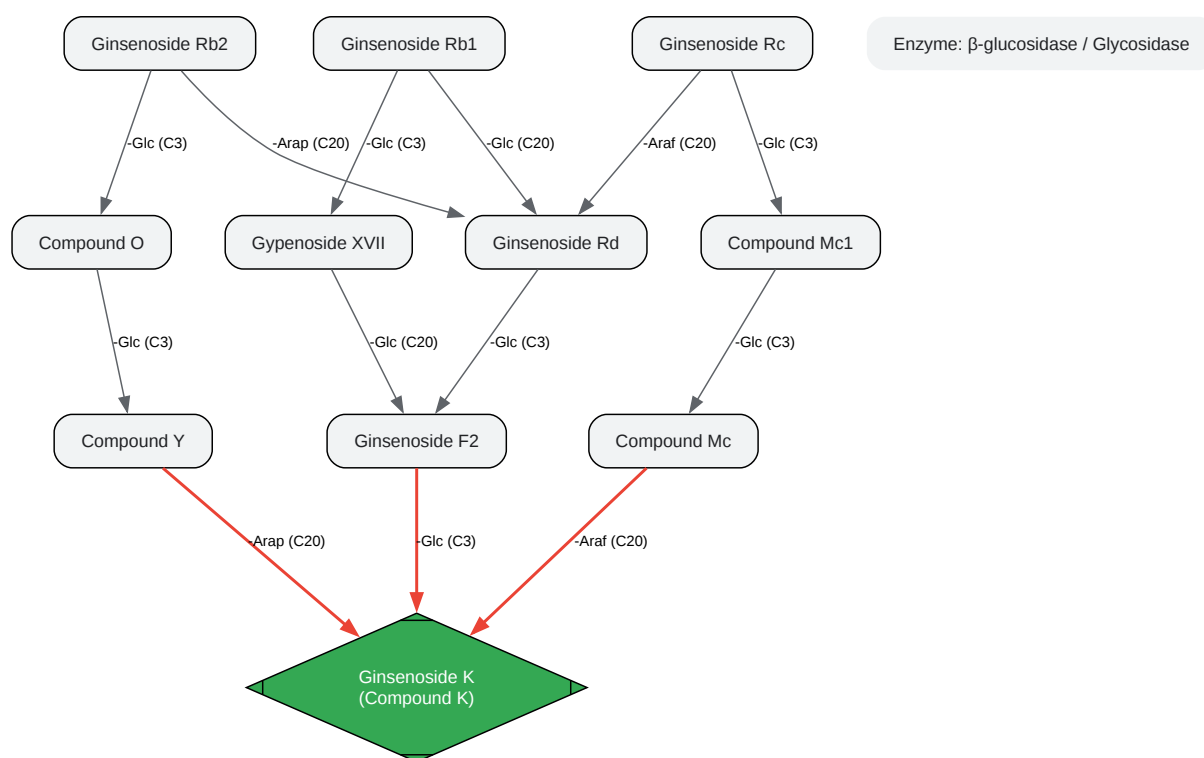 Ginsenoside Rb2
Ginsenoside Rb1
Ginsenoside Rc
Enzyme: β-glucosidase / Glycosidase
-Glc (C3)
-Arap (C20)
-Glc (C3)
-Glc (C20)
-Araf (C20)
-Glc (C3)
Compound O
Gypenoside XVII
Ginsenoside Rd
Compound Mc1
-Glc (C3)
-Glc (C20)
-Glc (C3)
-Glc (C3)
Compound Y
Ginsenoside F2
Compound Mc
-Arap (C20)
-Glc (C3)
-Araf (C20)
Ginsenoside K
(Compound K)